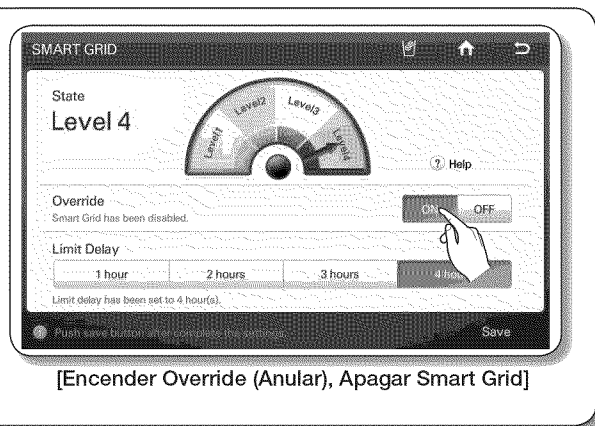 SMART GRID
State
Level 4
Level1
Level2
Level3
Level4
? Help
Override
ON OFF
Smart Grid has been disabled.
Limit Delay
1 hour 2 hours 3 hours 4 hours
Limit delay has been set to 4 hour(s).
Push save button after complete the settings. Save
[Encender Override (Anular), Apagar Smart Grid]